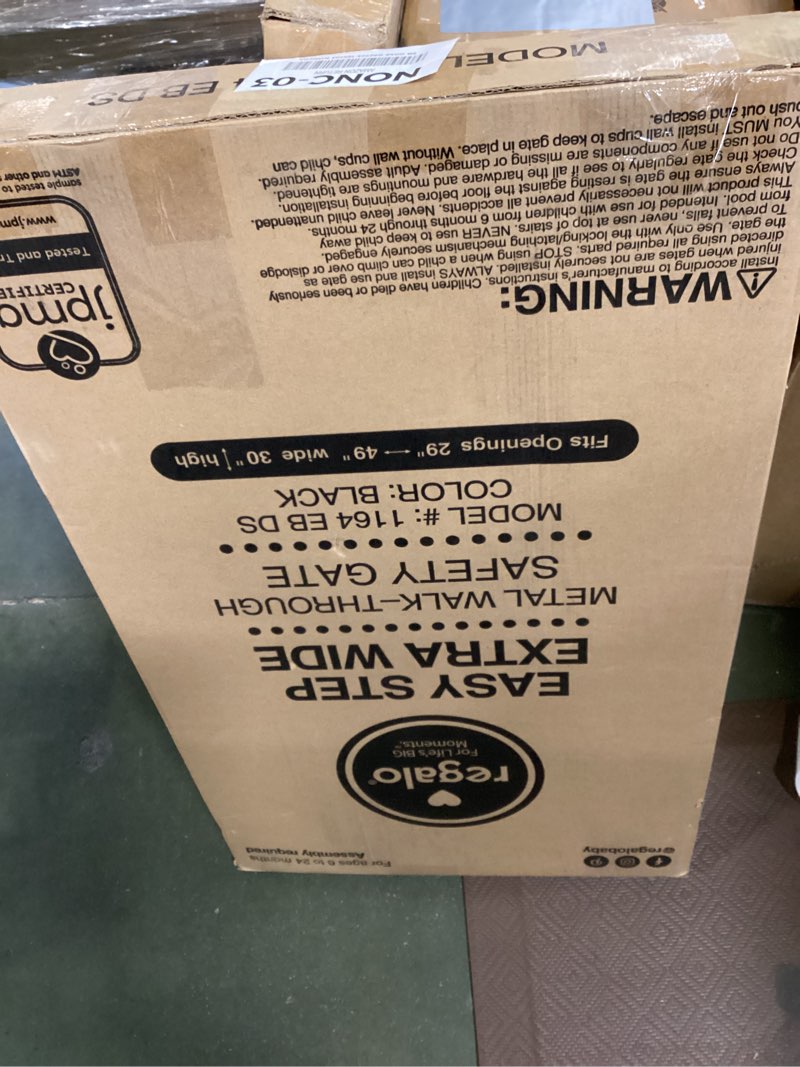 @regalobaby
For ages 6 to 24 months
Assembly required
regalo®
For Life's BIG
Moments.™
EASY STEP
EXTRA WIDE
METAL WALK-THROUGH
SAFETY GATE
MODEL #: 1164 EB DS
COLOR: BLACK
Fits Openings 29" ↔ 49" wide 30" ↕ high
⚠WARNING:
Install according to manufacturer's instructions. Children have died or been seriously
injured when gates are not securely installed. ALWAYS install and use gate as
directed using all required parts. STOP using when a child can climb over or dislodge
the gate. Use only with the locking/latching mechanism securely engaged.
To prevent falls, never use at top of stairs. NEVER use to keep child away
from pool. Intended for use with children from 6 months through 24 months.
This product will not necessarily prevent all accidents. Never leave child unattended.
Always ensure the gate is resting against the floor before beginning installation.
Check the gate regularly to see if all the hardware and mountings are tightened.
Do not use if any components are missing or damaged. Adult assembly required.
You MUST install wall cups to keep gate in place. Without wall cups, child can
push out and escape.
jpma
CERTIFIE
Tested and Tr
www.jpm
sample tested to
ASTM and other
MODEL
EB DS
NONC-03